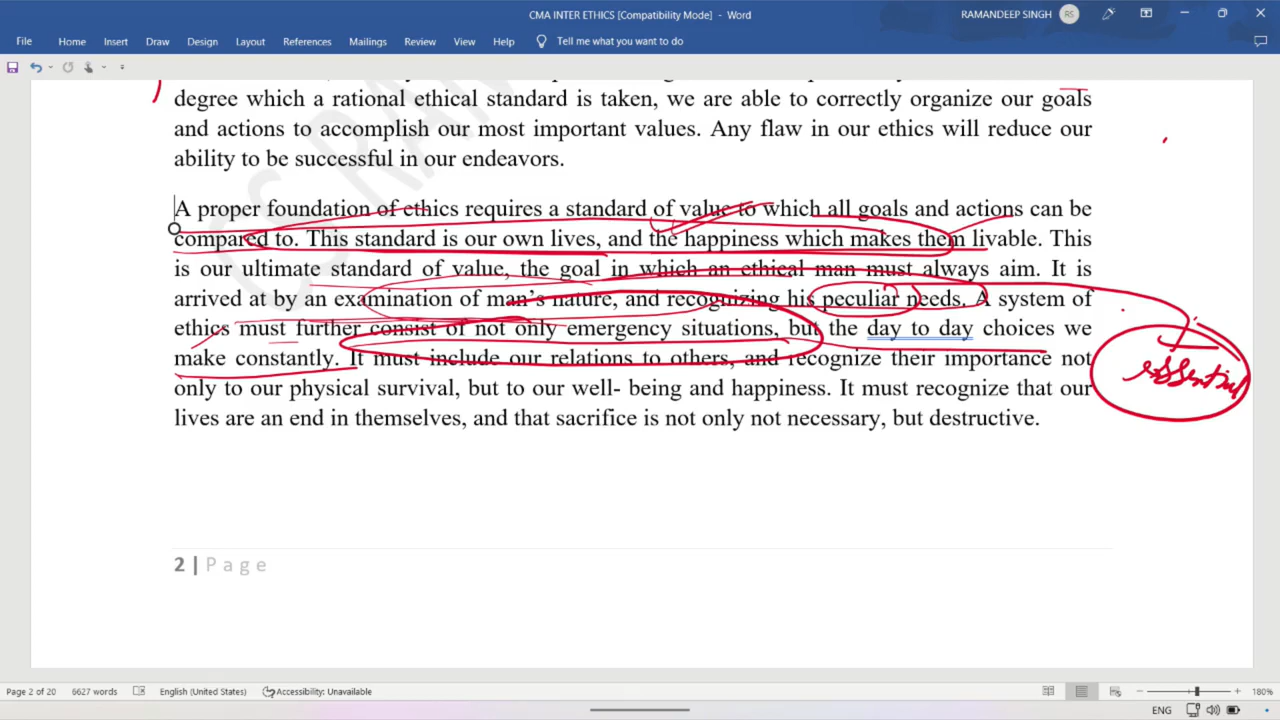 CMA INTER ETHICS [Compatibility Mode] - Word
RAMANDEEP SINGH RS
File Home Insert Draw Design Layout References Mailings Review View Help Tell me what you want to do
degree which a rational ethical standard is taken, we are able to correctly organize our goals
and actions to accomplish our most important values. Any flaw in our ethics will reduce our
ability to be successful in our endeavors.
A proper foundation of ethics requires a standard of value to which all goals and actions can be
compared to. This standard is our own lives, and the happiness which makes them livable. This
is our ultimate standard of value, the goal in which an ethical man must always aim. It is
arrived at by an examination of man's nature, and recognizing his peculiar needs. A system of
ethics must further consist of not only emergency situations, but the day to day choices we
make constantly. It must include our relations to others, and recognize their importance not
only to our physical survival, but to our well- being and happiness. It must recognize that our
lives are an end in themselves, and that sacrifice is not only not necessary, but destructive.
essential
2 | Page
Page 2 of 20 6627 words English (United States) Accessibility: Unavailable 180%
ENG